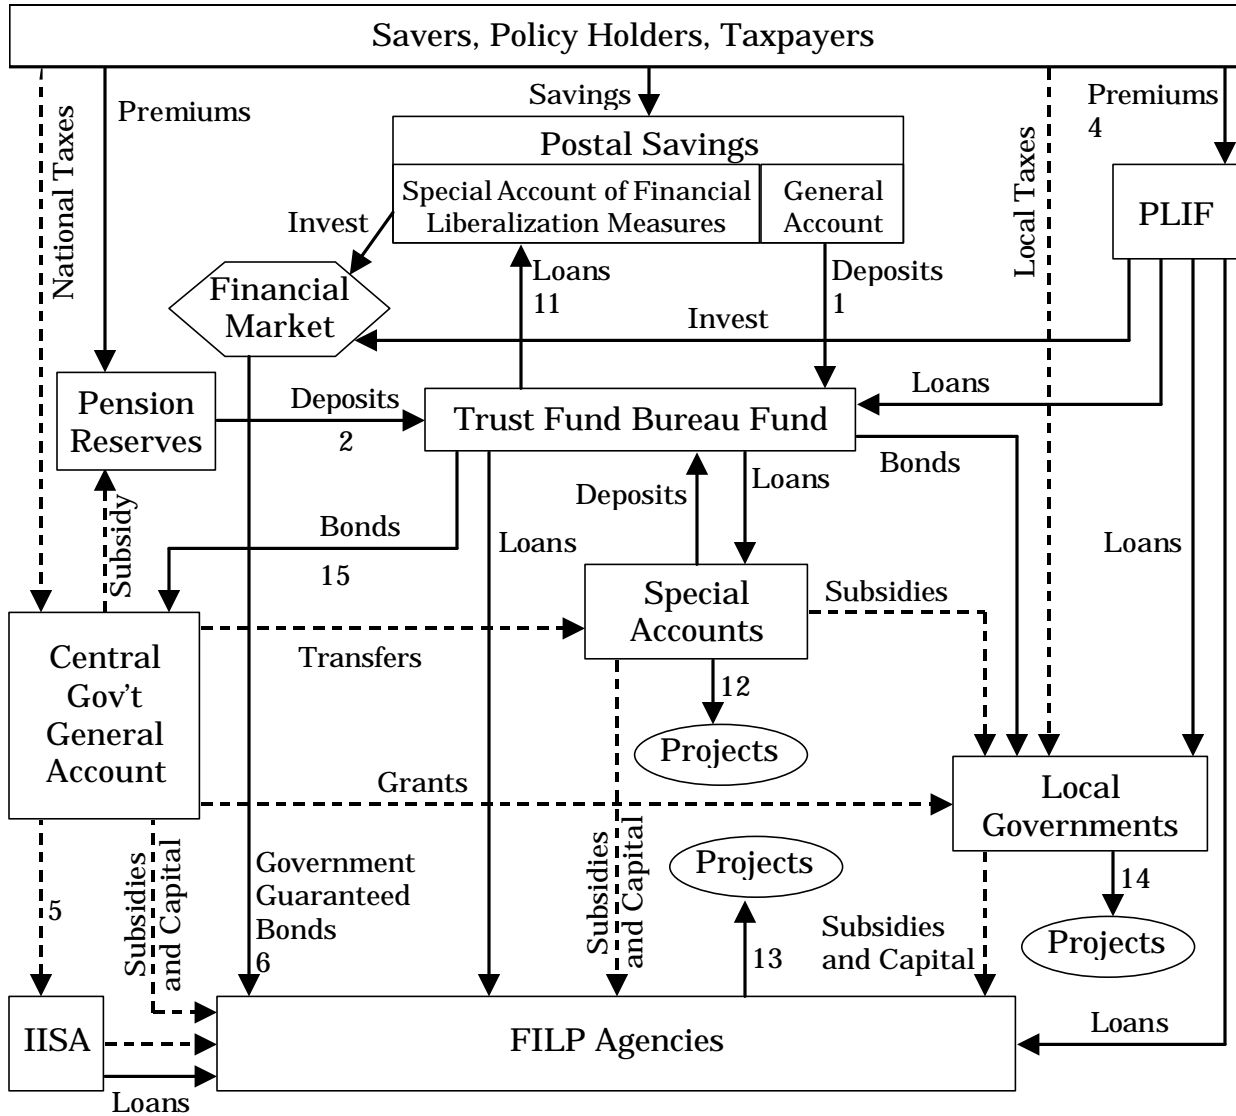 Savers, Policy Holders, Taxpayers
National Taxes
Premiums
Savings
Local Taxes
Premiums
4
Postal Savings
Special Account of Financial
Liberalization Measures
General
Account
PLIF
Invest
Loans
11
Deposits
1
Financial
Market
Invest
Pension
Reserves
Deposits
2
Trust Fund Bureau Fund
Loans
Subsidy
Bonds
15
Loans
Deposits
Loans
Bonds
Loans
Special
Accounts
Subsidies
Central
Gov't
General
Account
Transfers
12
Projects
Grants
Local
Governments
5
Subsidies
and Capital
Government
Guaranteed
Bonds
6
Subsidies
and Capital
Projects
13
Subsidies
and Capital
14
Projects
IISA
FILP Agencies
Loans
Loans